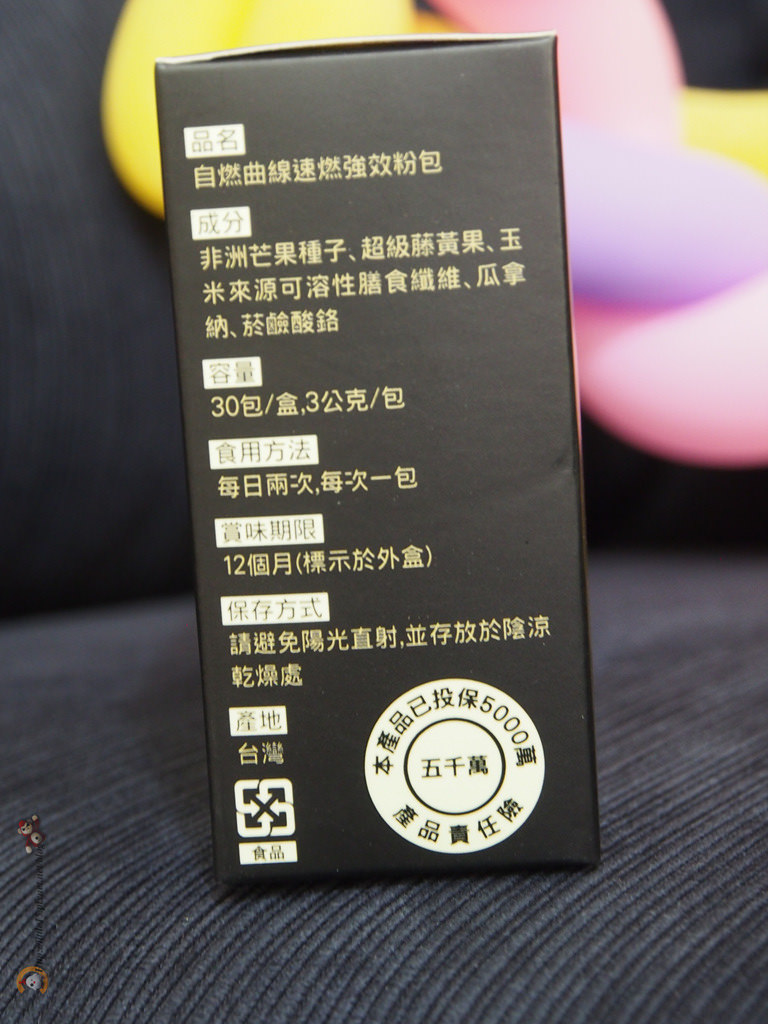 品名
自燃曲線速燃強效粉包
成分
非洲芒果種子、超級藤黃果、玉
米來源可溶性膳食纖維、瓜拿
納、菸鹼酸鉻
容量
30包/盒,3公克/包
食用方法
每日兩次,每次一包
賞味期限
12個月(標示於外盒)
保存方式
請避免陽光直射,並存放於陰涼
乾燥處
產地
台灣
食品
本產品已投保5000萬
五千萬
產品責任險